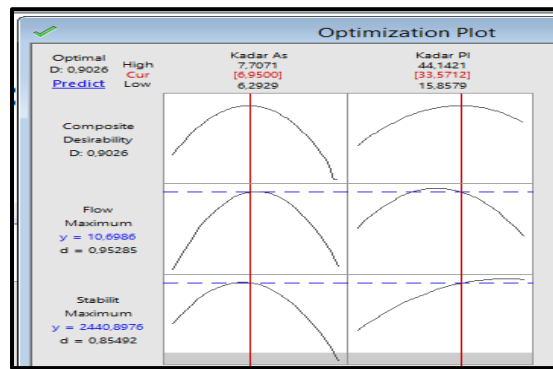 Optimization Plot
Optimal
D: 0,9026
Predict
High
Cur
Low
Kadar As
7,7071
[6,9500]
6,2929
Kadar Pl
44,1421
[33,5712]
15,8579
Composite
Desirability
D: 0,9026
Flow
Maximum
y = 10,6986
d = 0,95285
Stabilit
Maximum
y = 2440,8976
d = 0,85492